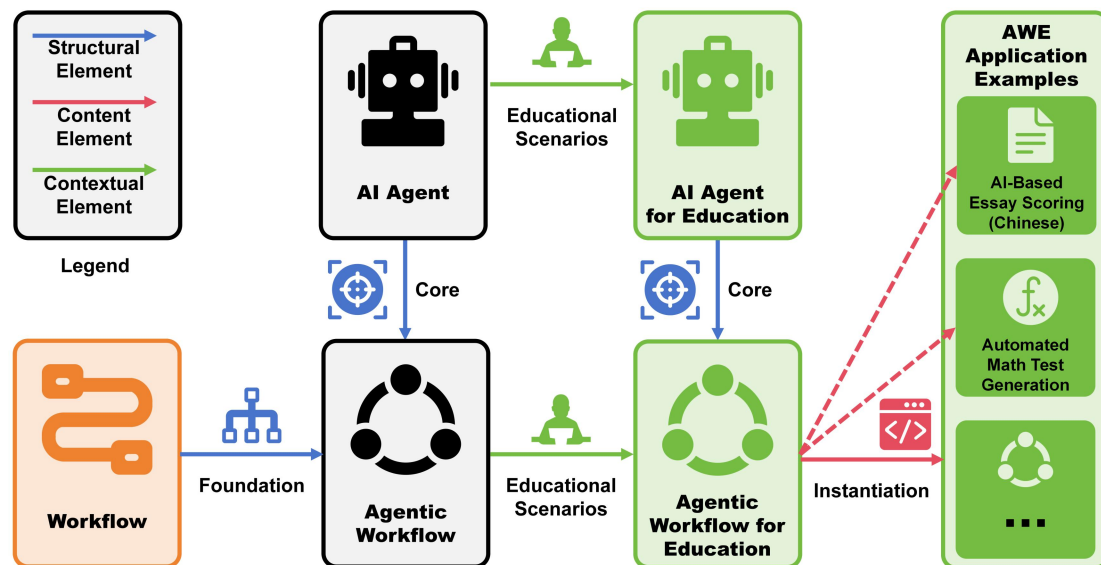 Structural
Element
Content
Element
Contextual
Element
Legend
AI Agent
Educational
Scenarios
AI Agent
for Education
AWE
Application
Examples
AI-Based
Essay Scoring
(Chinese)
Core
Core
Automated
Math Test
Generation
fx
Workflow
Foundation
Agentic
Workflow
Educational
Scenarios
Agentic
Workflow for
Education
</>
Instantiation
...